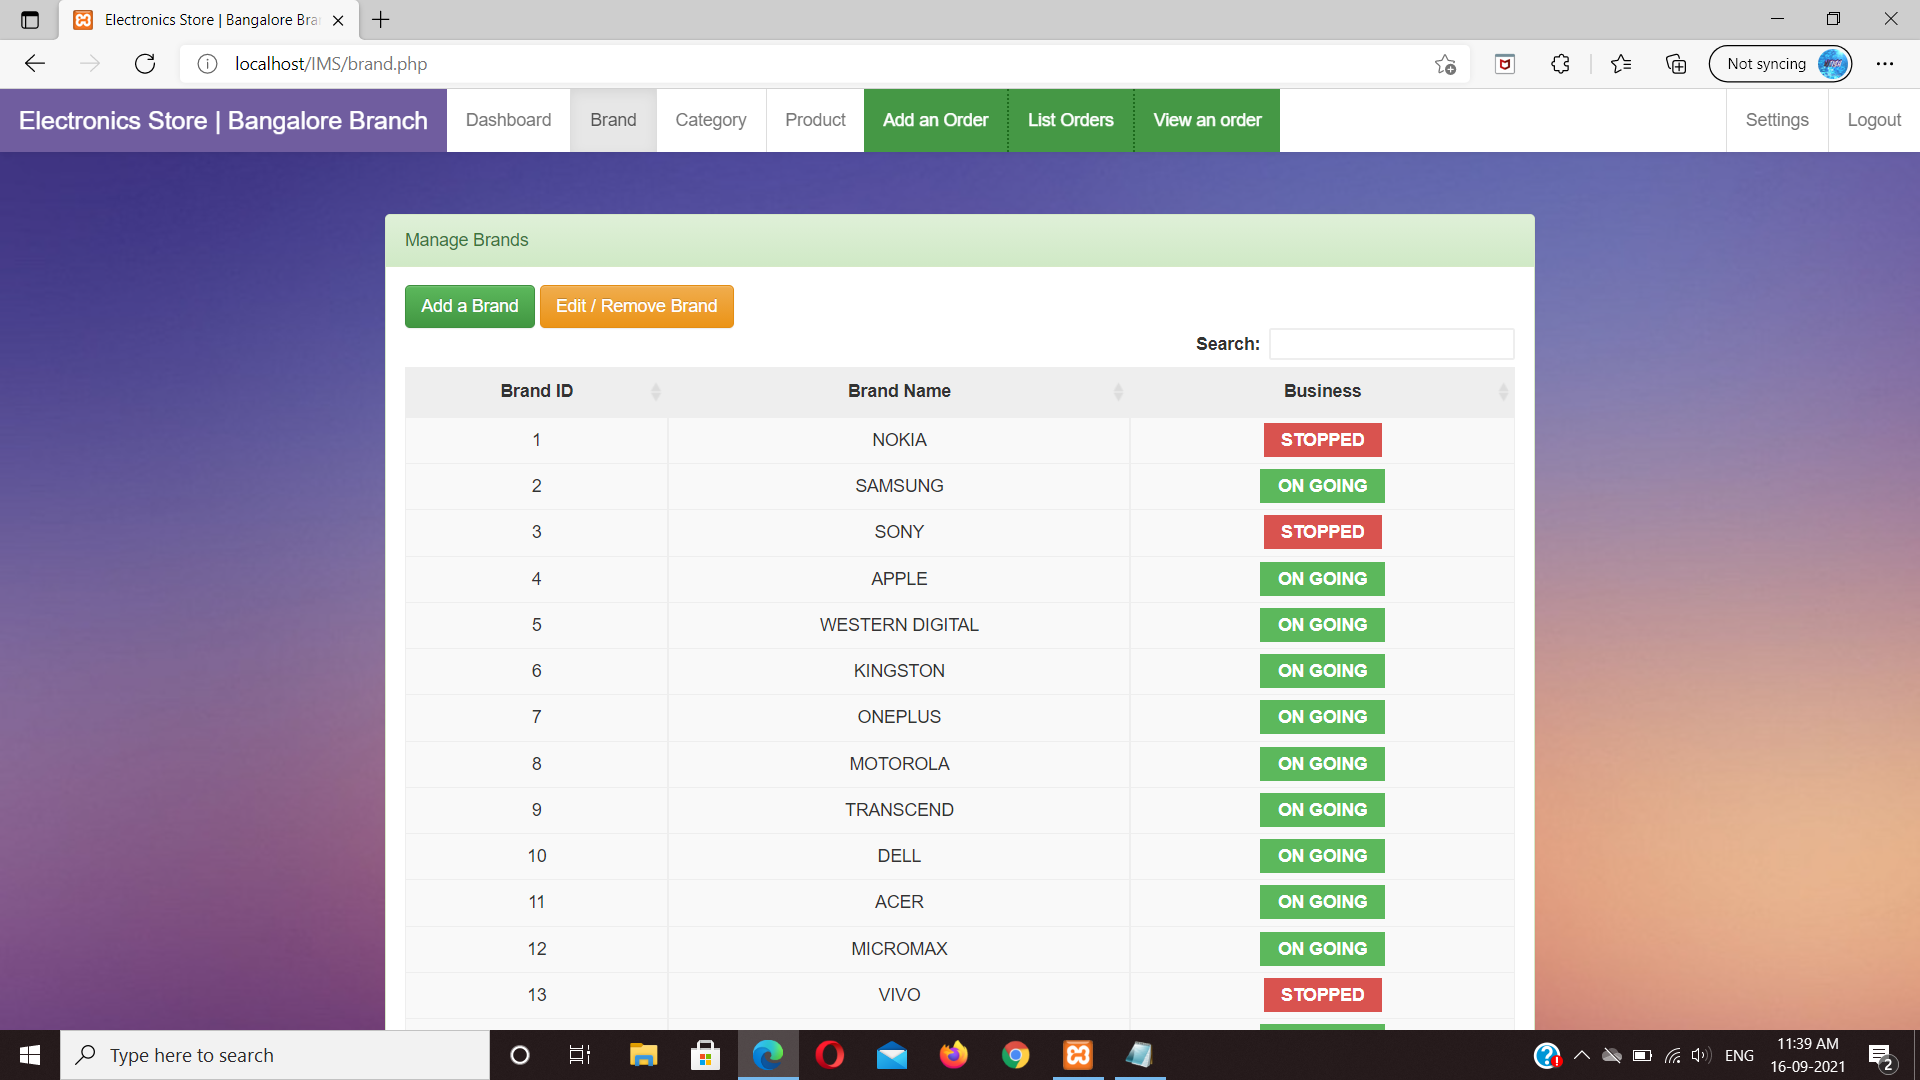 Electronics Store | Bangalore Bra
localhost/IMS/brand.php
Not syncing
Electronics Store | Bangalore Branch Dashboard Brand Category Product Add an Order List Orders View an order Settings Logout
Manage Brands
Add a Brand Edit / Remove Brand
Search:
Brand ID Brand Name Business
1 NOKIA STOPPED
2 SAMSUNG ON GOING
3 SONY STOPPED
4 APPLE ON GOING
5 WESTERN DIGITAL ON GOING
6 KINGSTON ON GOING
7 ONEPLUS ON GOING
8 MOTOROLA ON GOING
9 TRANSCEND ON GOING
10 DELL ON GOING
11 ACER ON GOING
12 MICROMAX ON GOING
13 VIVO STOPPED
Type here to search
ENG
11:39 AM
16-09-2021
2